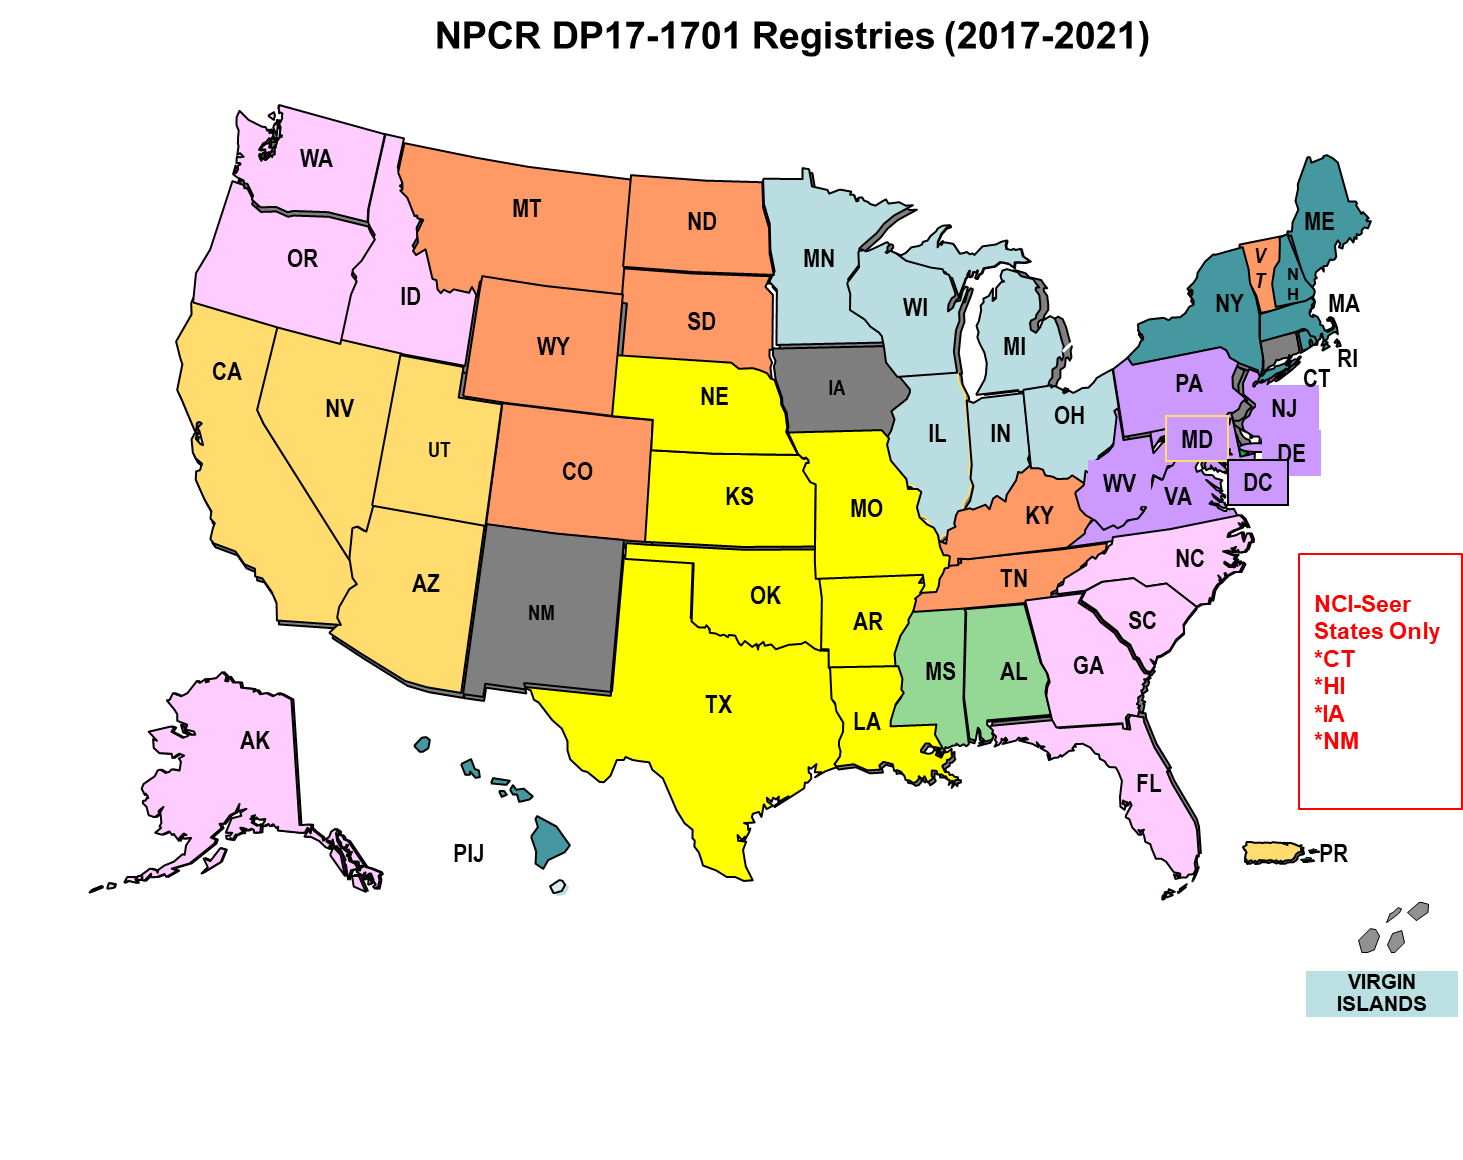 NPCR DP17-1701 Registries (2017-2021)
WA
MT
ND
OR
ID
MN
ME
V
T
N
H
WI
NY
MA
SD
WY
MI
RI
CA
NV
UT
NE
IA
PA
CT
NJ
CO
KS
IL
IN
OH
MD
DE
WV
VA
DC
MO
KY
AZ
NM
OK
AR
TN
NC
SC
TX
LA
MS
AL
GA
FL
NCI-Seer
States Only
*CT
*HI
*IA
*NM
AK
PIJ
PR
VIRGIN
ISLANDS